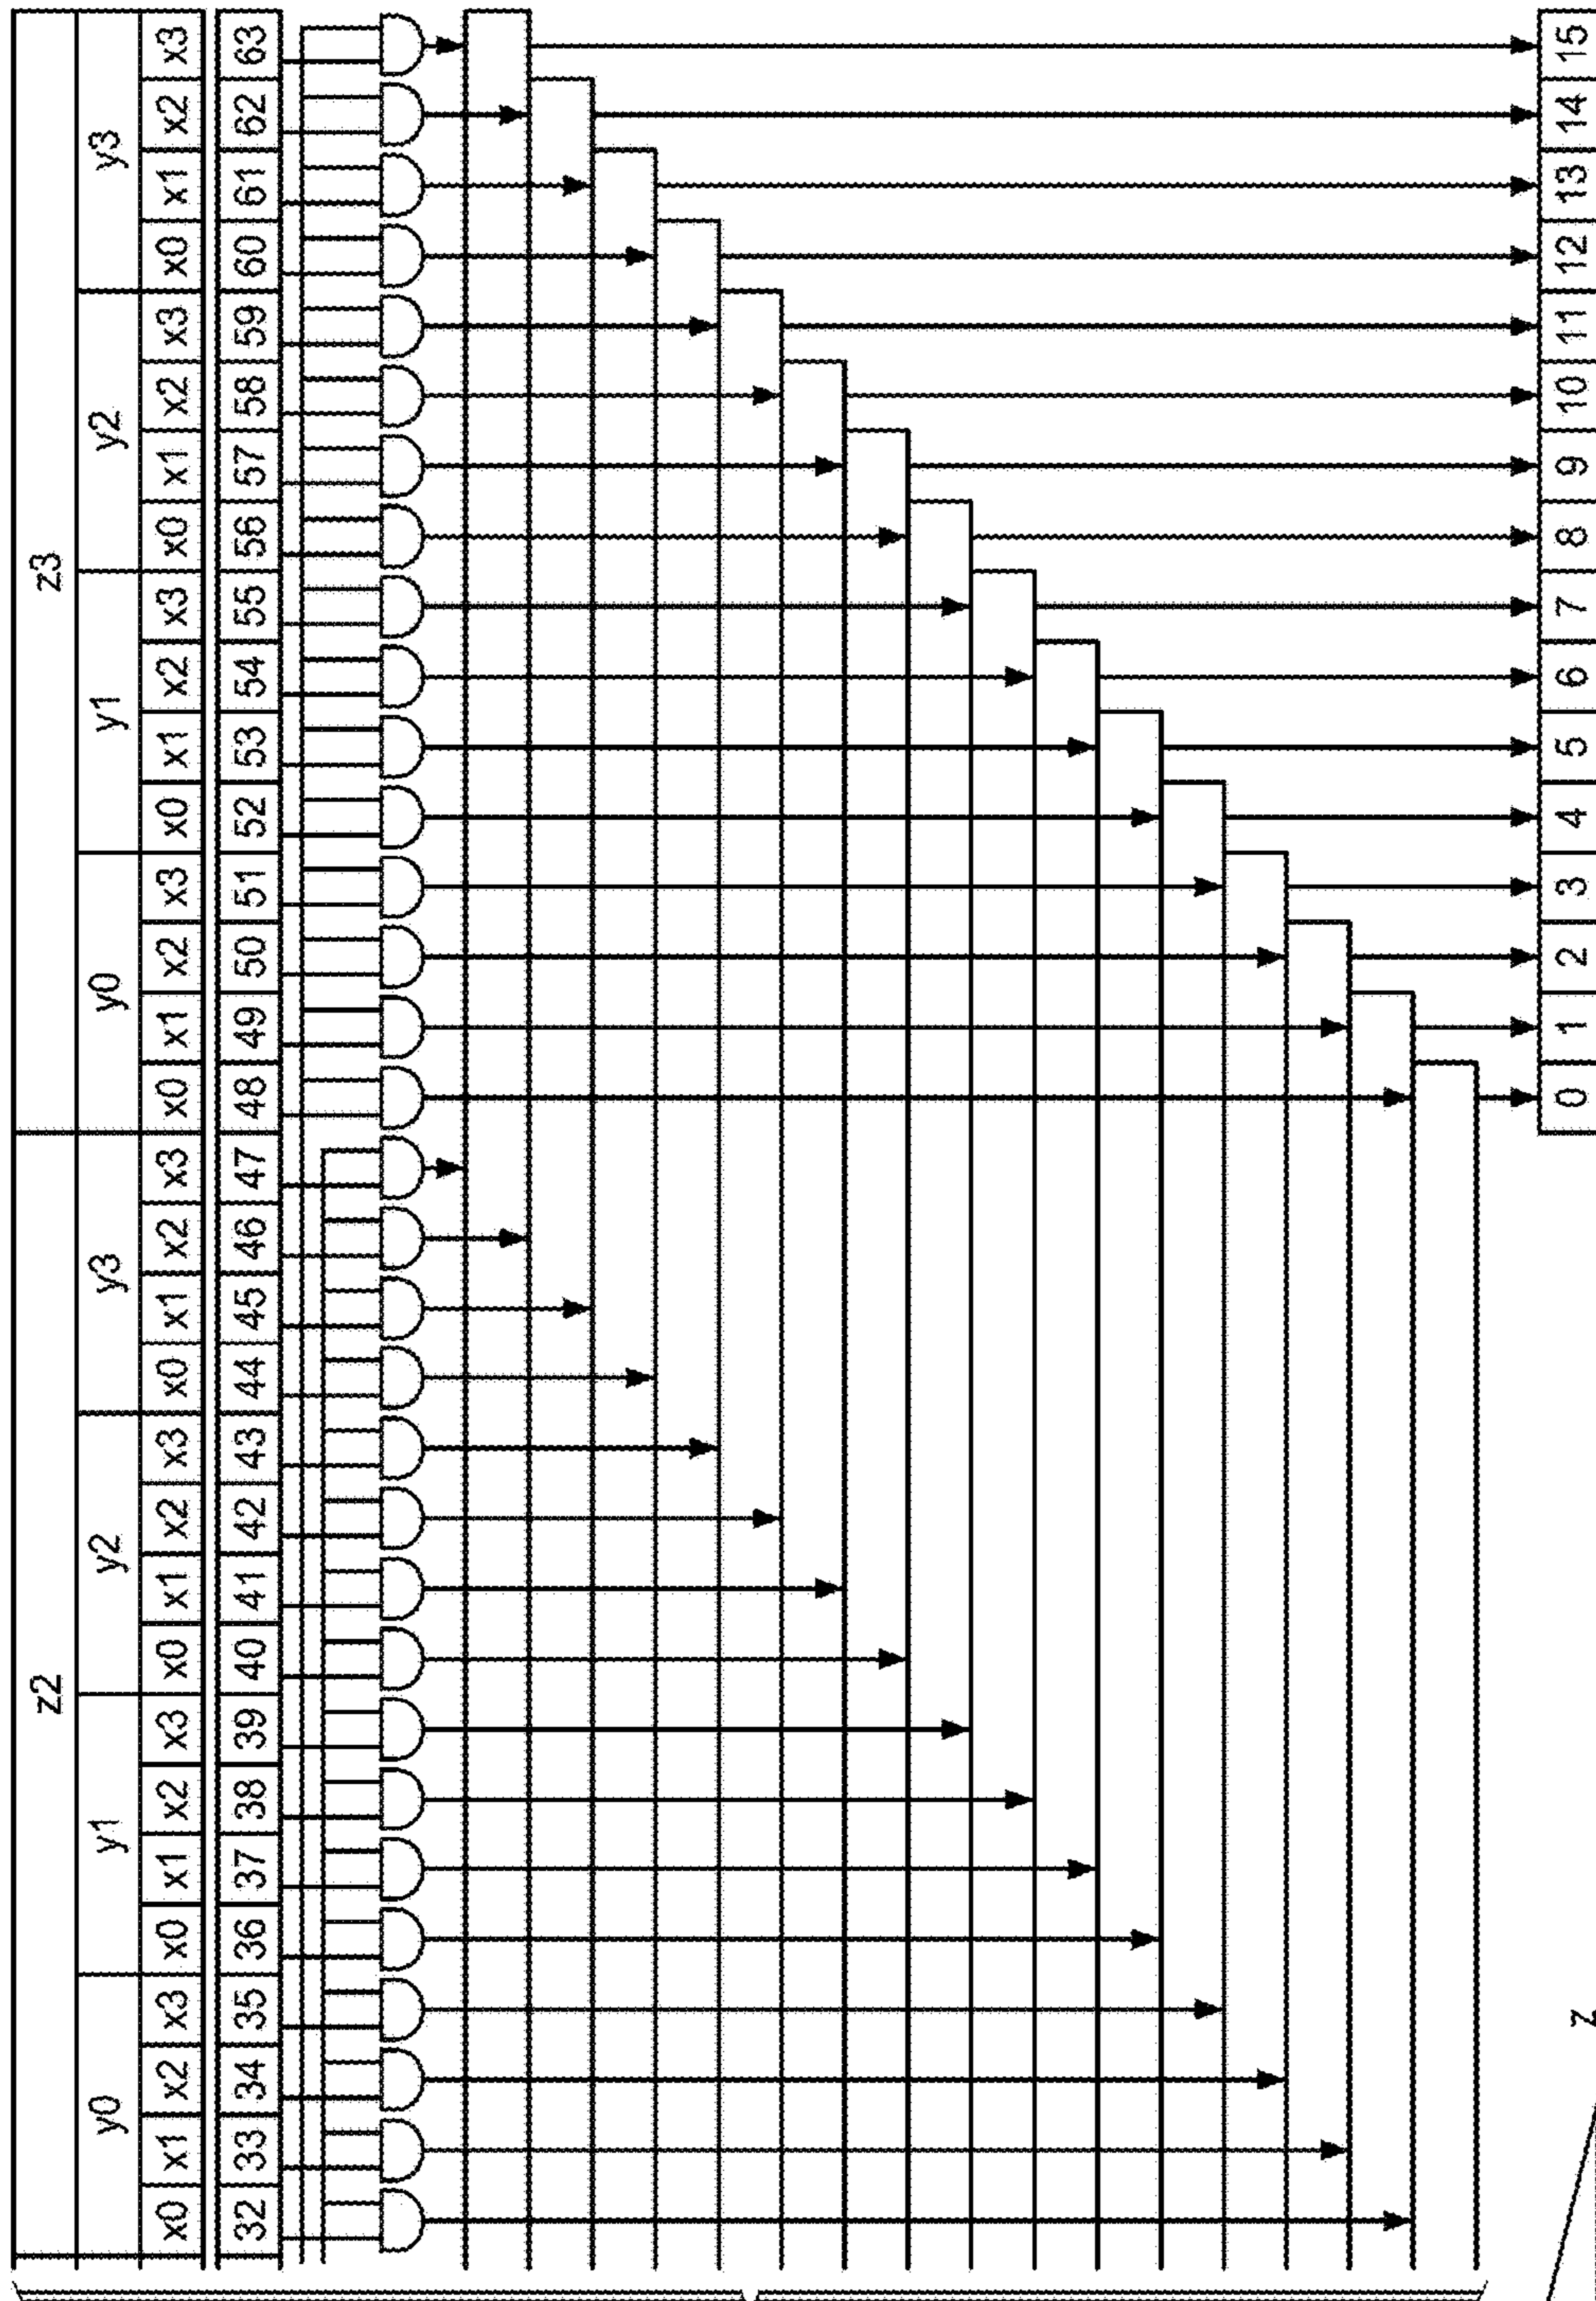 z2 z3
y0 y1 y2 y3 y0 y1 y2 y3
x0 x1 x2 x3 x0 x1 x2 x3 x0 x1 x2 x3 x0 x1 x2 x3 x0 x1 x2 x3 x0 x1 x2 x3 x0 x1 x2 x3 x0 x1 x2 x3
32 33 34 35 36 37 38 39 40 41 42 43 44 45 46 47 48 49 50 51 52 53 54 55 56 57 58 59 60 61 62 63
0 1 2 3 4 5 6 7 8 9 10 11 12 13 14 15
z